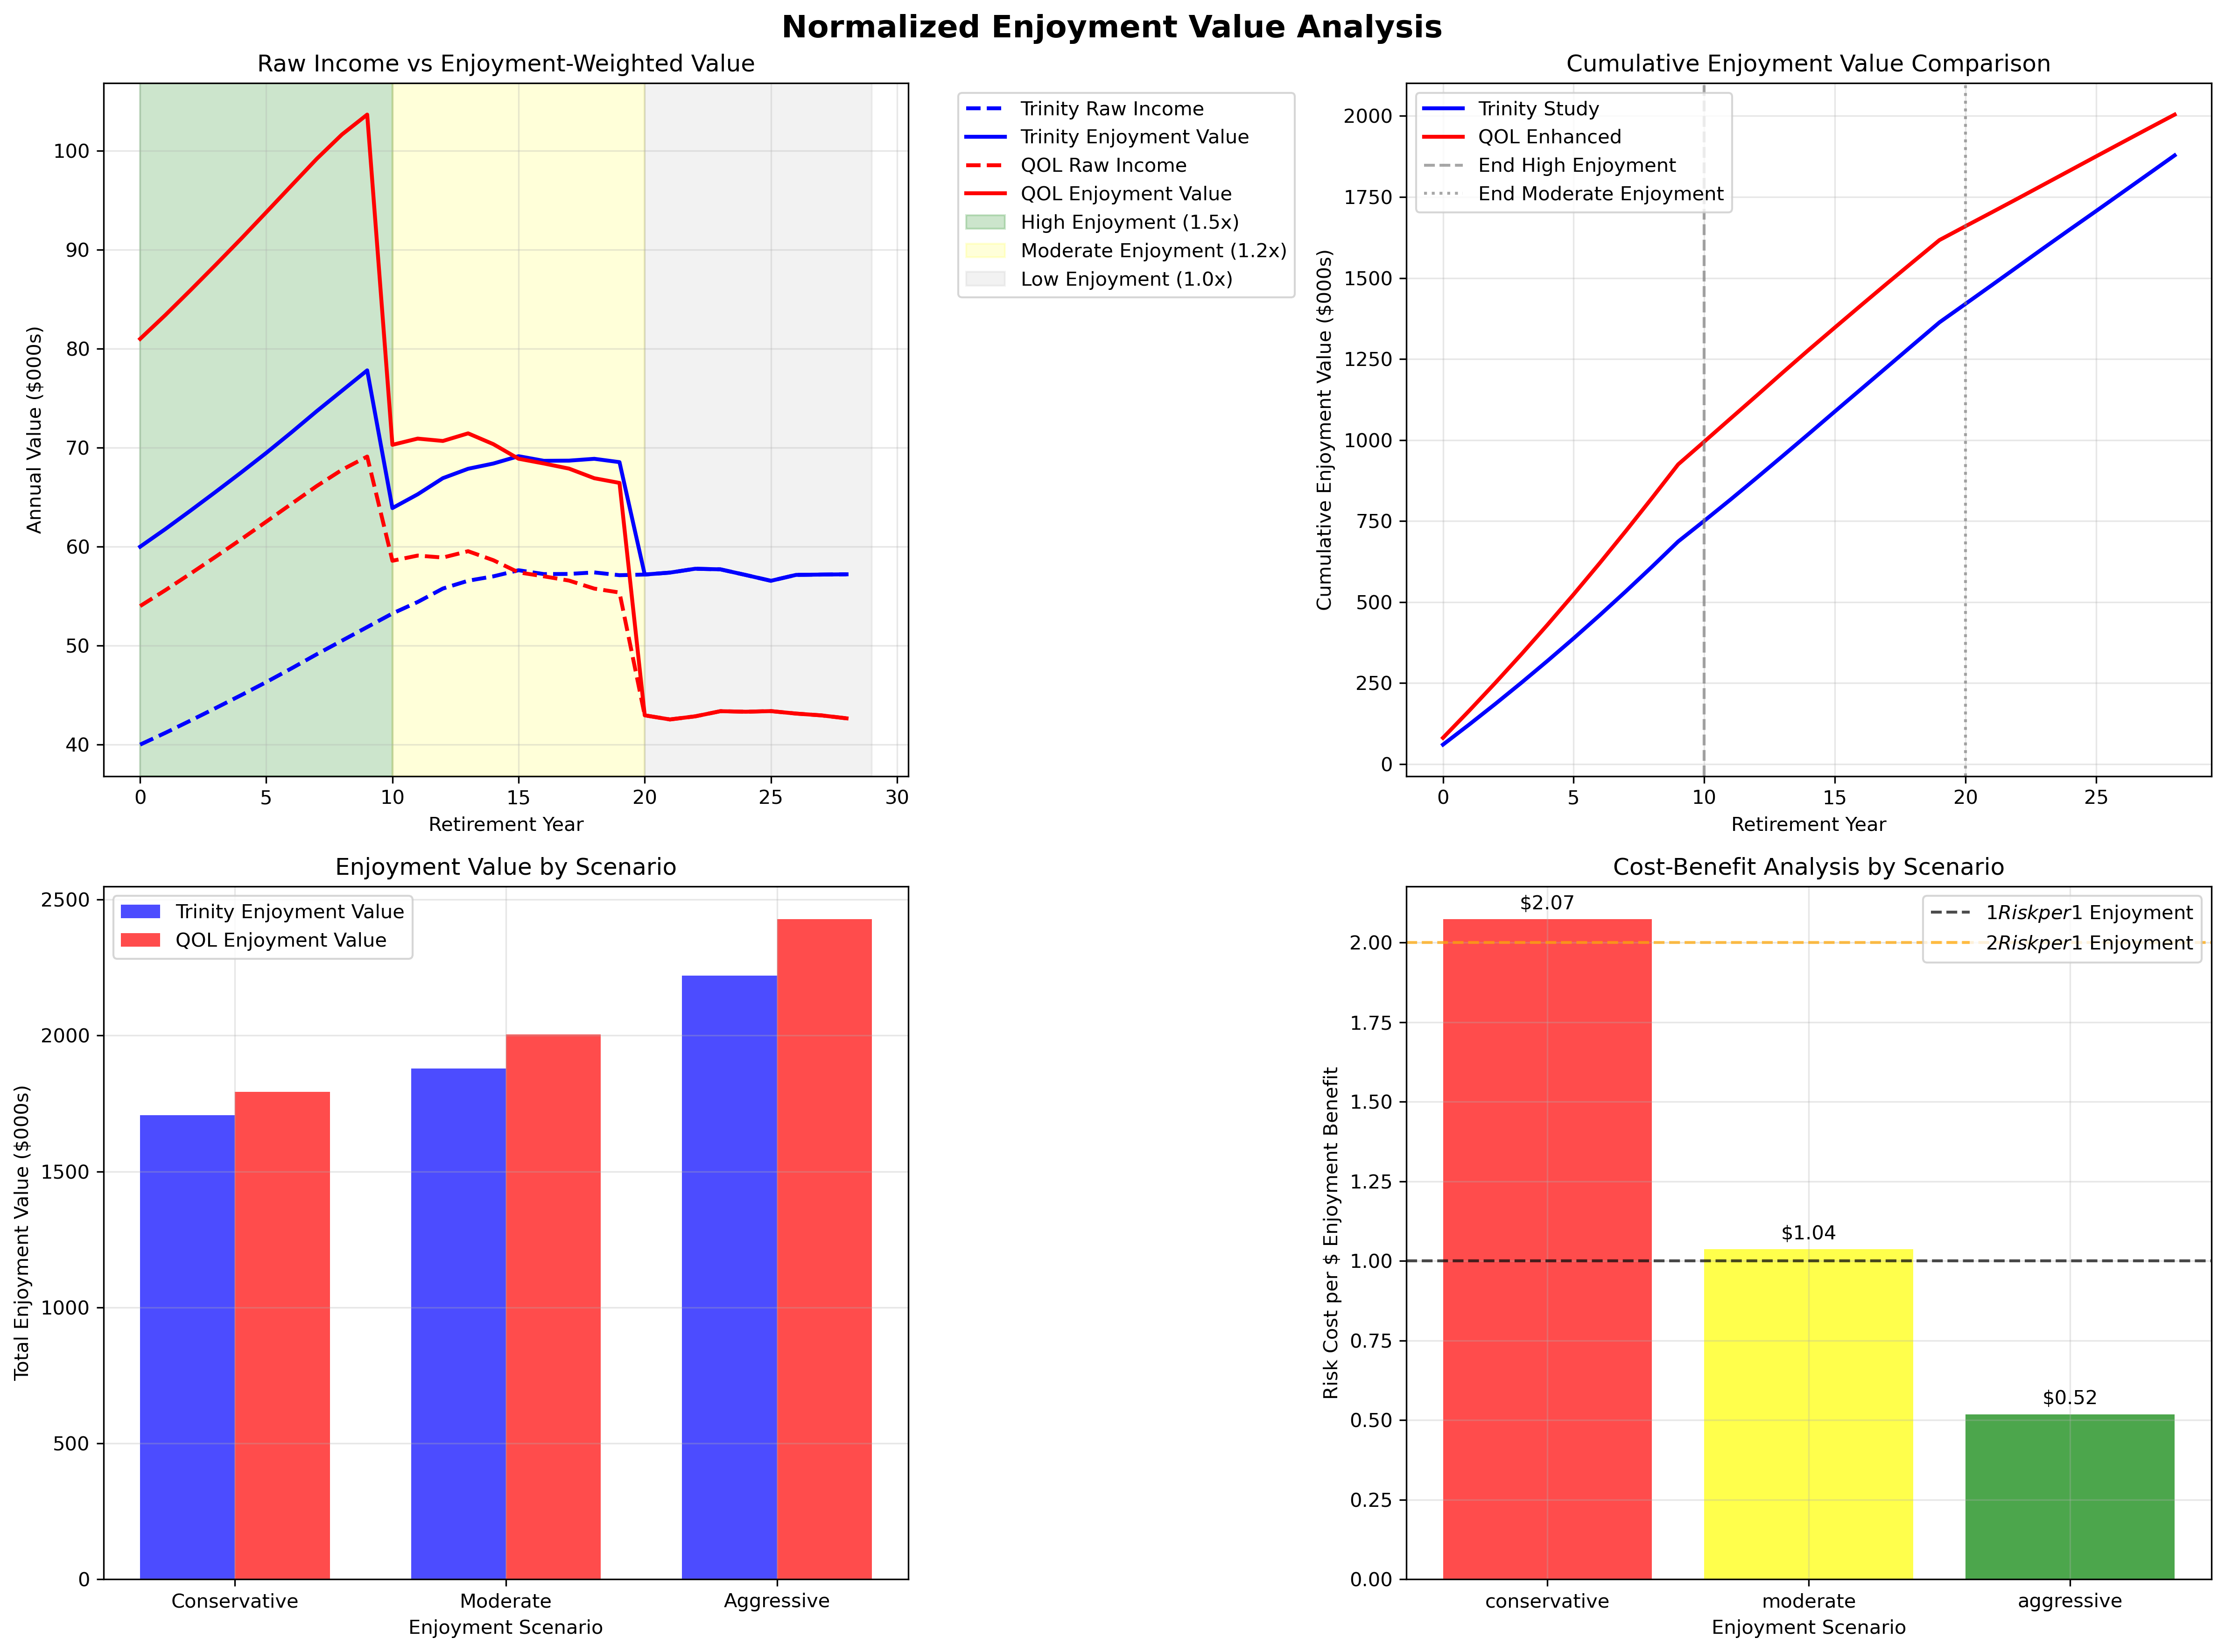 Normalized Enjoyment Value Analysis
Raw Income vs Enjoyment-Weighted Value
Annual Value ($000s)
100
90
80
70
60
50
40
0 5 10 15 20 25 30
Retirement Year
Trinity Raw Income
Trinity Enjoyment Value
QOL Raw Income
QOL Enjoyment Value
High Enjoyment (1.5x)
Moderate Enjoyment (1.2x)
Low Enjoyment (1.0x)
Cumulative Enjoyment Value Comparison
Trinity Study
QOL Enhanced
End High Enjoyment
End Moderate Enjoyment
Cumulative Enjoyment Value ($000s)
2000
1750
1500
1250
1000
750
500
250
0
0 5 10 15 20 25
Retirement Year
Enjoyment Value by Scenario
Trinity Enjoyment Value
QOL Enjoyment Value
Total Enjoyment Value ($000s)
2500
2000
1500
1000
500
0
Conservative Moderate Aggressive
Enjoyment Scenario
Cost-Benefit Analysis by Scenario
1Riskper1 Enjoyment
2Riskper1 Enjoyment
$2.07
$1.04
$0.52
Risk Cost per $ Enjoyment Benefit
2.00
1.75
1.50
1.25
1.00
0.75
0.50
0.25
0.00
conservative moderate aggressive
Enjoyment Scenario